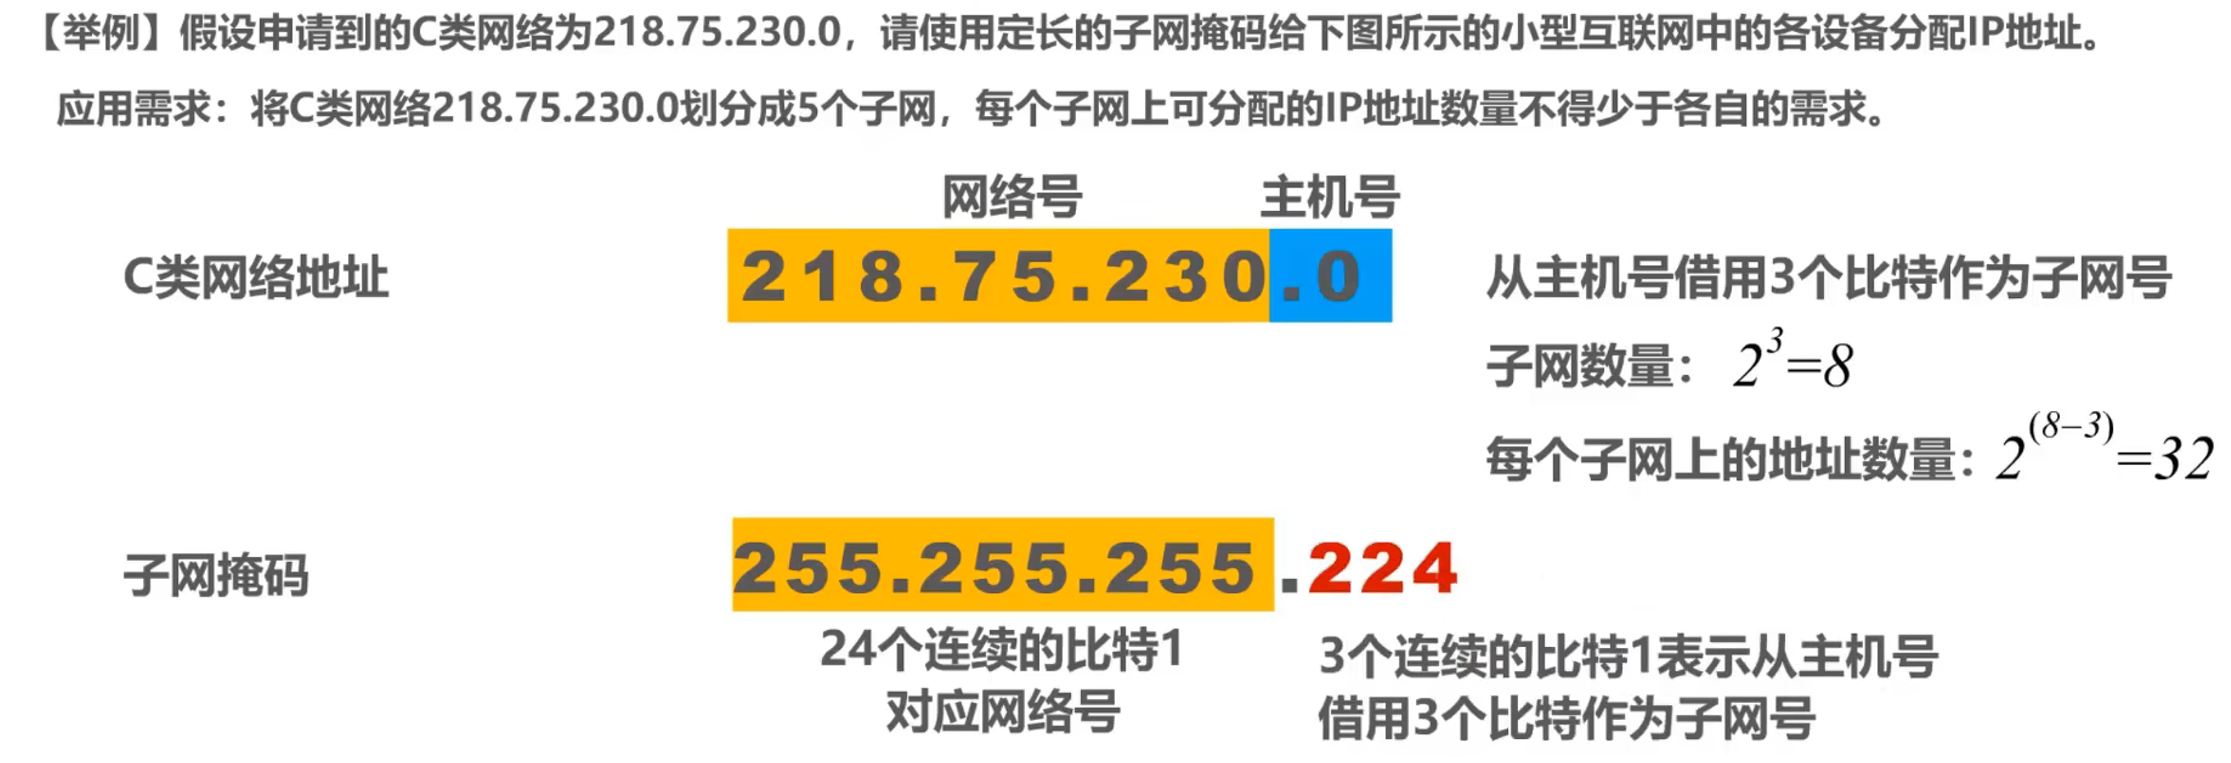 【举例】假设申请到的C类网络为218.75.230.0，请使用定长的子网掩码给下图所示的小型互联网中的各设备分配IP地址。
应用需求：将C类网络218.75.230.0划分成5个子网，每个子网上可分配的IP地址数量不得少于各自的需求。
网络号 主机号
C类网络地址 218.75.230.0 从主机号借用3个比特作为子网号
子网数量： 2^3=8
每个子网上的地址数量：2^(8-3)=32
子网掩码 255.255.255.224
24个连续的比特1 3个连续的比特1表示从主机号
对应网络号 借用3个比特作为子网号